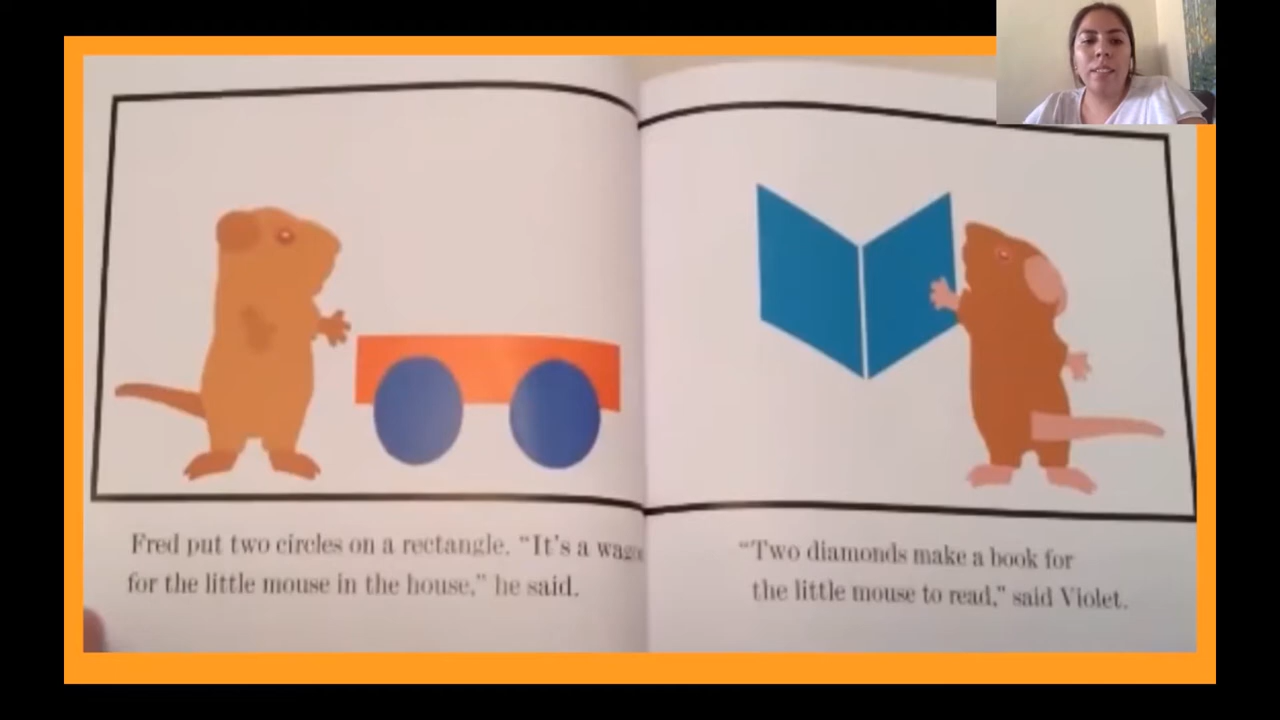 Fred put two circles on a rectangle. “It's a
for the little mouse in the house,” he said.
“Two diamonds make a book for
the little mouse to read,” said Violet.